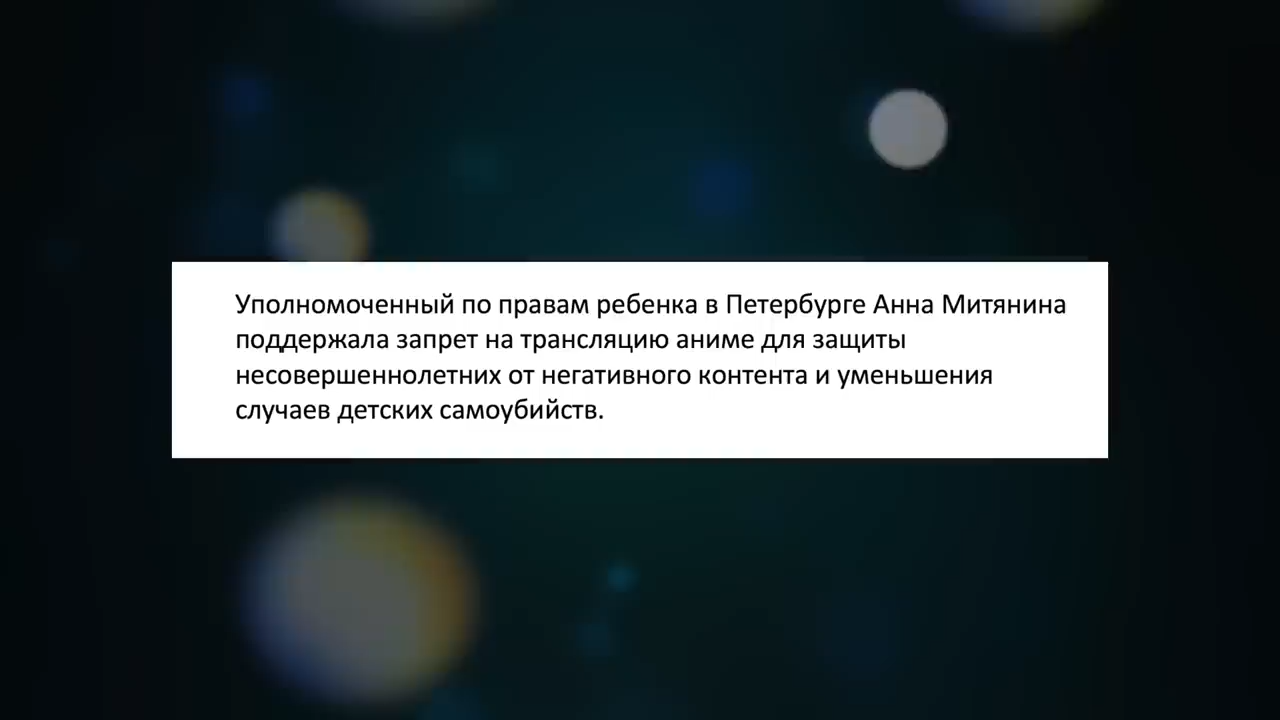 Уполномоченный по правам ребенка в Петербурге Анна Митянина
поддержала запрет на трансляцию аниме для защиты
несовершеннолетних от негативного контента и уменьшения
случаев детских самоубийств.